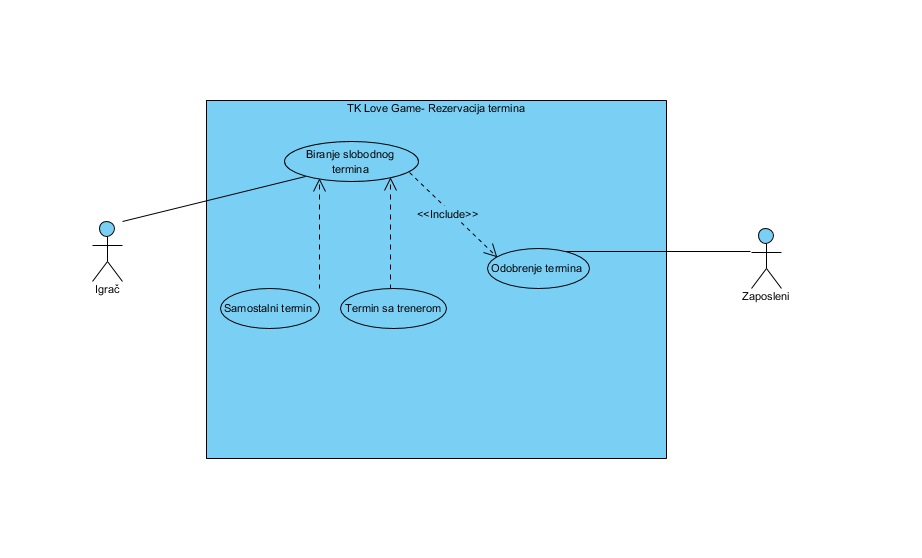 TK Love Game- Rezervacija termina
Biranje slobodnog
termina
<<Include>>
Odobrenje termina
Igrač
Zaposleni
Samostalni termin
Termin sa trenerom